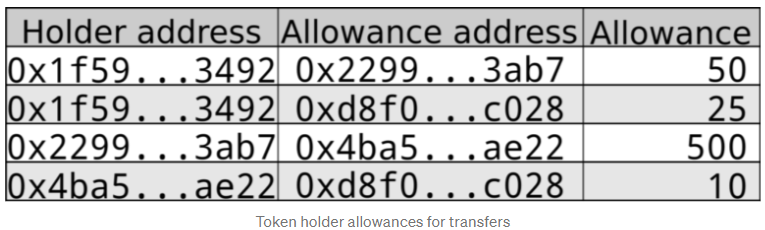 Holder address Allowance address Allowance
0x1f59...3492 0x2299...3ab7 50
0x1f59...3492 0xd8f0...c028 25
0x2299...3ab7 0x4ba5...ae22 500
0x4ba5...ae22 0xd8f0...c028 10
Token holder allowances for transfers